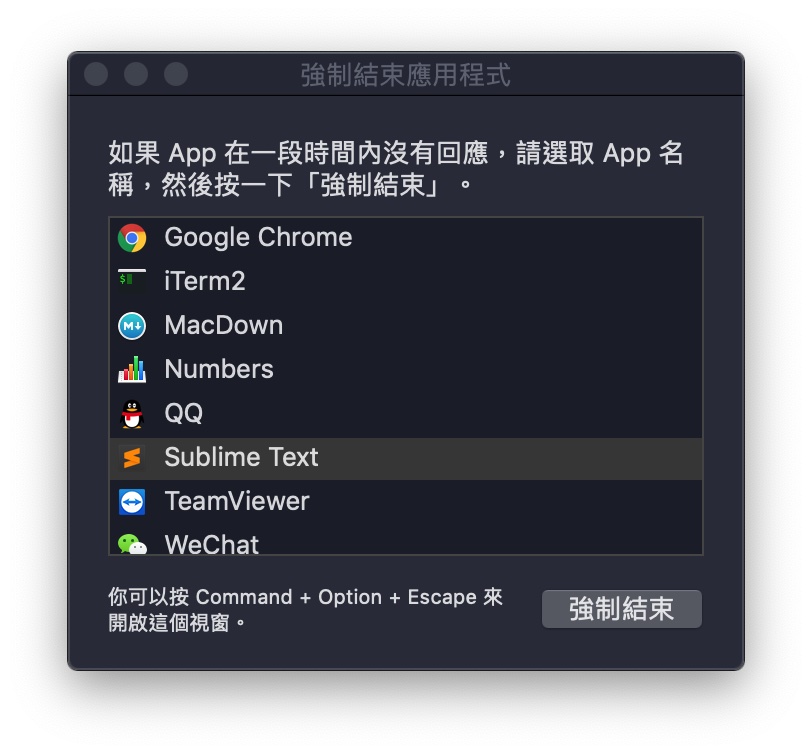 強制結束應用程式
如果 App 在一段時間內沒有回應，請選取 App 名
稱，然後按一下「強制結束」。
Google Chrome
$
iTerm2
M
MacDown
Numbers
QQ
Sublime Text
TeamViewer
WeChat
你可以按 Command + Option + Escape 來
開啟這個視窗。
強制結束